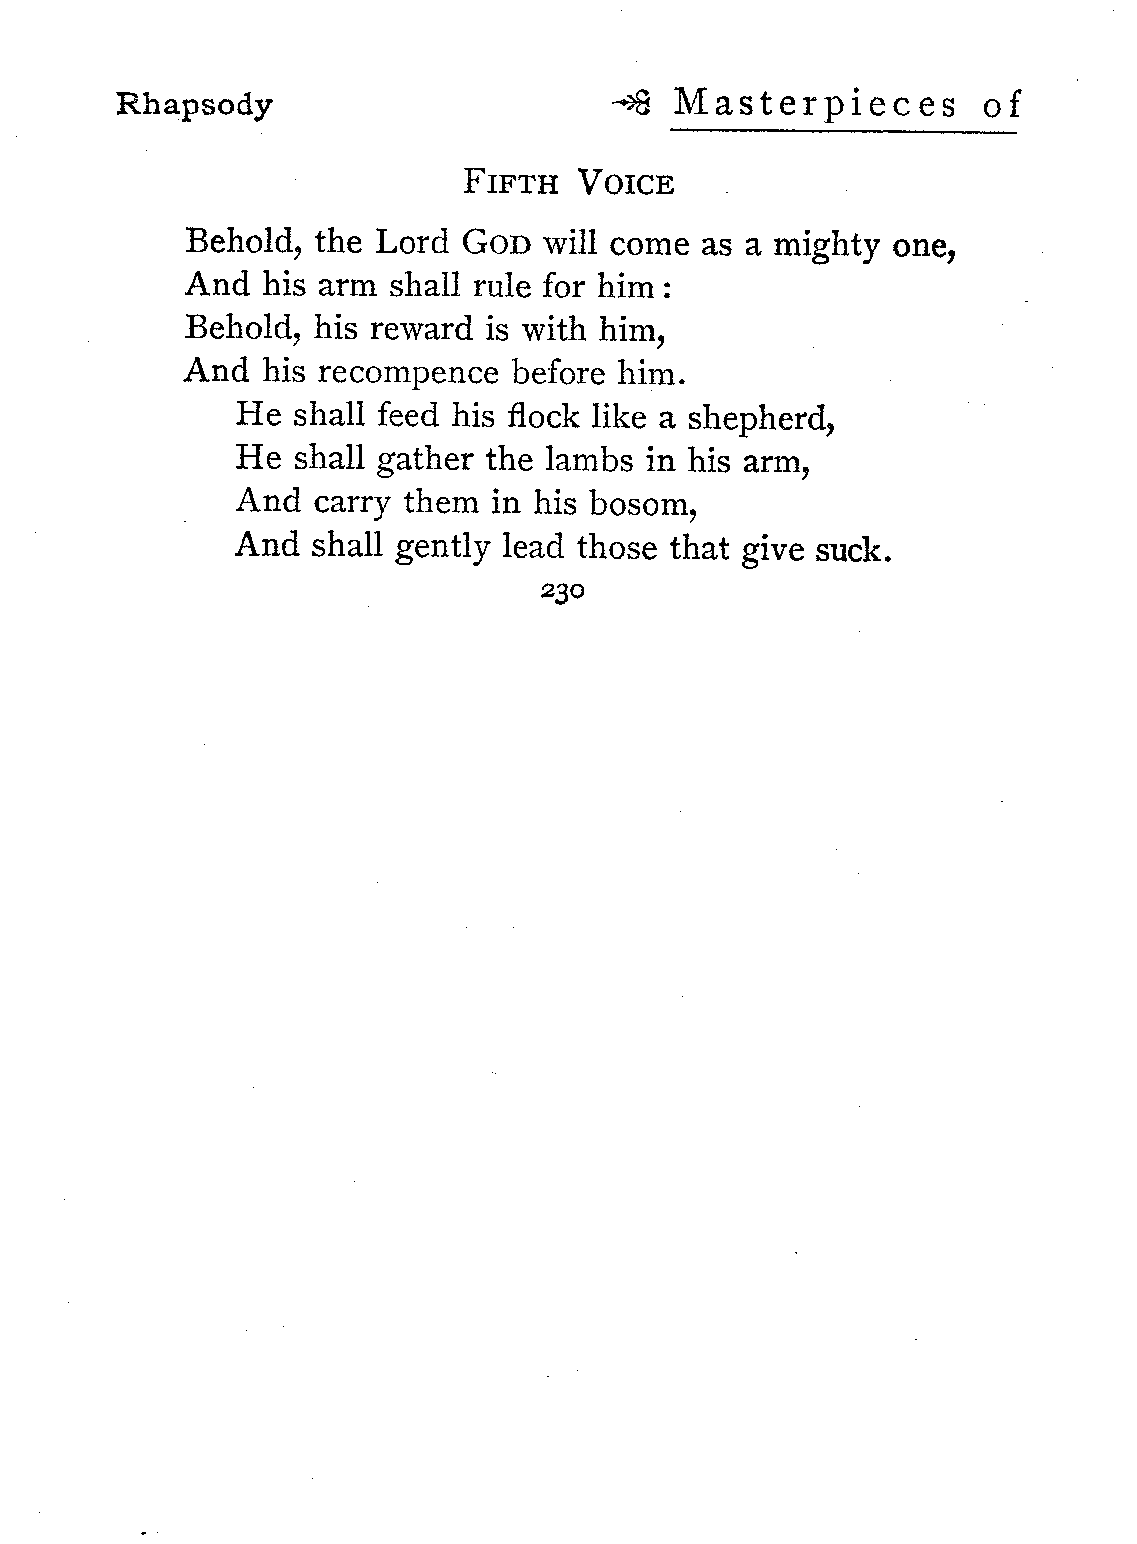 Rhapsody Masterpieces of
FIFTH VOICE
Behold, the Lord GOD will come as a mighty one,
And his arm shall rule for him :
Behold, his reward is with him,
And his recompence before him.
He shall feed his flock like a shepherd,
He shall gather the lambs in his arm,
And carry them in his bosom,
And shall gently lead those that give suck.
230